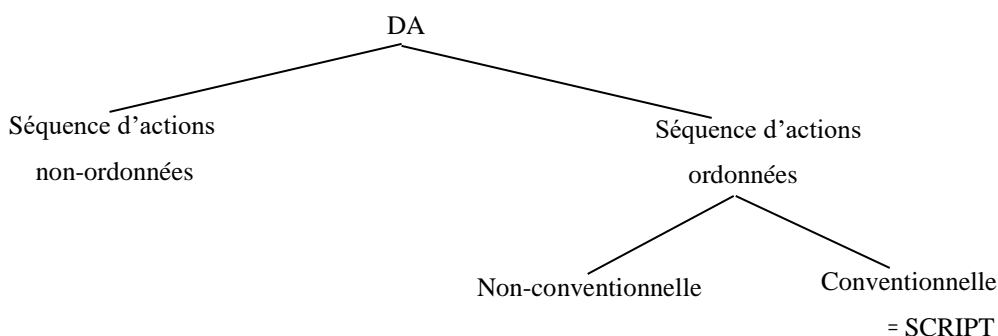 DA
Séquence d’actions
non-ordonnées
Séquence d’actions
ordonnées
Non-conventionnelle
Conventionnelle
= SCRIPT